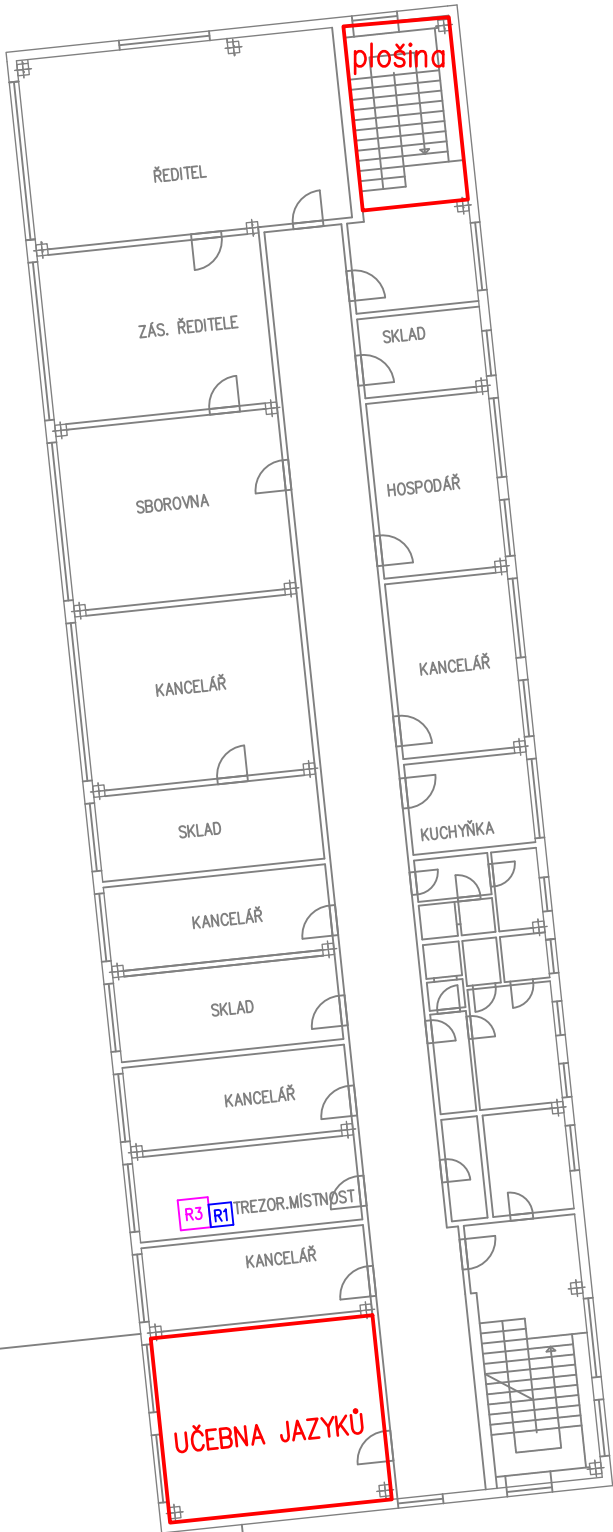 plošina
ŘEDITEL
ZÁS. ŘEDITELE
SKLAD
HOSPODÁŘ
SBOROVNA
KANCELÁŘ
KANCELÁŘ
SKLAD
KUCHYŇKA
KANCELÁŘ
SKLAD
KANCELÁŘ
R3
R1
TREZOR.MÍSTNOST
KANCELÁŘ
UČEBNA JAZYKŮ